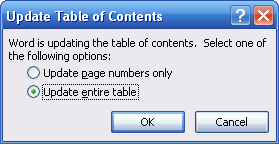 Update Table of Contents
Word is updating the table of contents. Select one of
the following options:
Update page numbers only
Update entire table
OK
Cancel